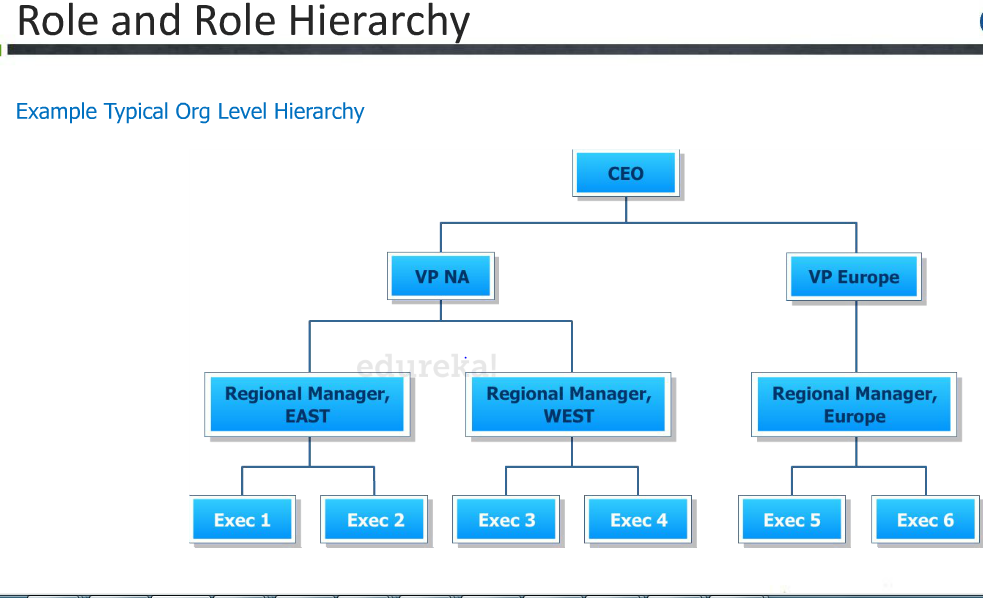 Role and Role Hierarchy
Example Typical Org Level Hierarchy
CEO
VP NA
VP Europe
edureka!
Regional Manager,
EAST
Regional Manager,
WEST
Regional Manager,
Europe
Exec 1
Exec 2
Exec 3
Exec 4
Exec 5
Exec 6